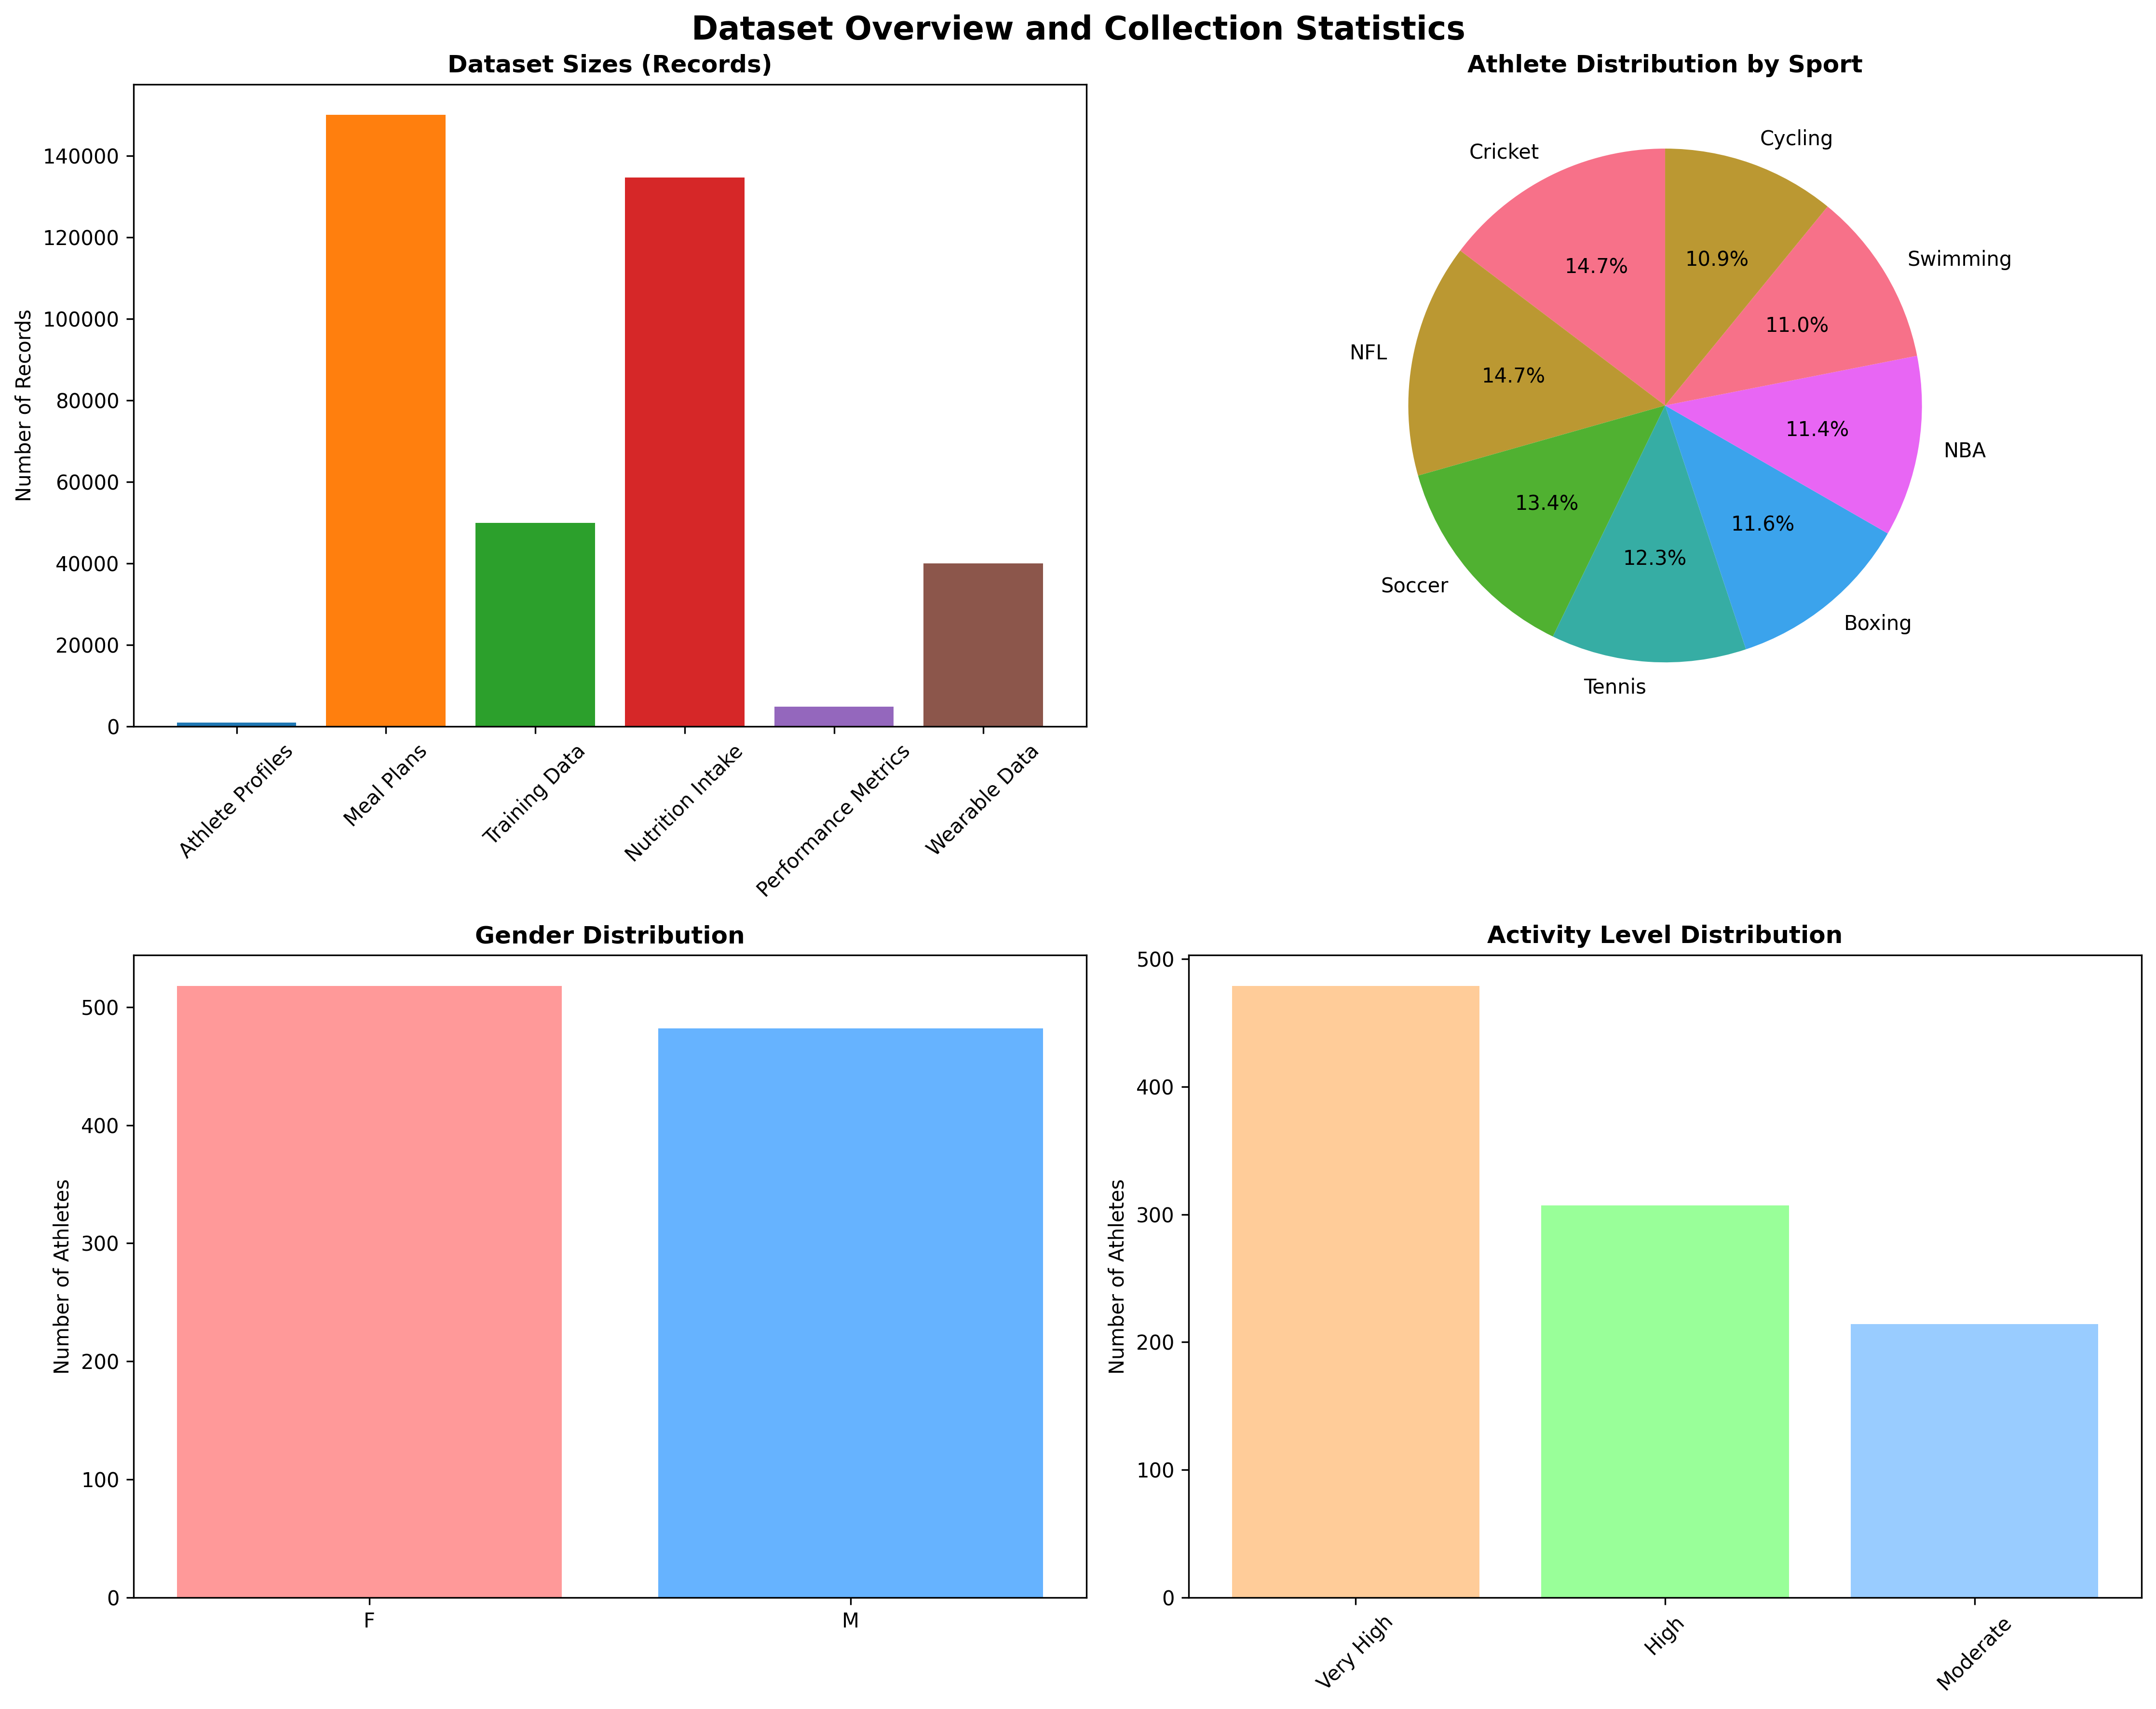 Dataset Overview and Collection Statistics
Dataset Sizes (Records)
Number of Records
140000
120000
100000
80000
60000
40000
20000
0
Athlete Profiles
Meal Plans
Training Data
Nutrition Intake
Performance Metrics
Wearable Data
Athlete Distribution by Sport
Cricket
14.7%
NFL
14.7%
Soccer
13.4%
Tennis
12.3%
Boxing
11.6%
NBA
11.4%
Swimming
11.0%
Cycling
10.9%
Gender Distribution
Number of Athletes
500
400
300
200
100
0
F
M
Activity Level Distribution
Number of Athletes
500
400
300
200
100
0
Very High
High
Moderate